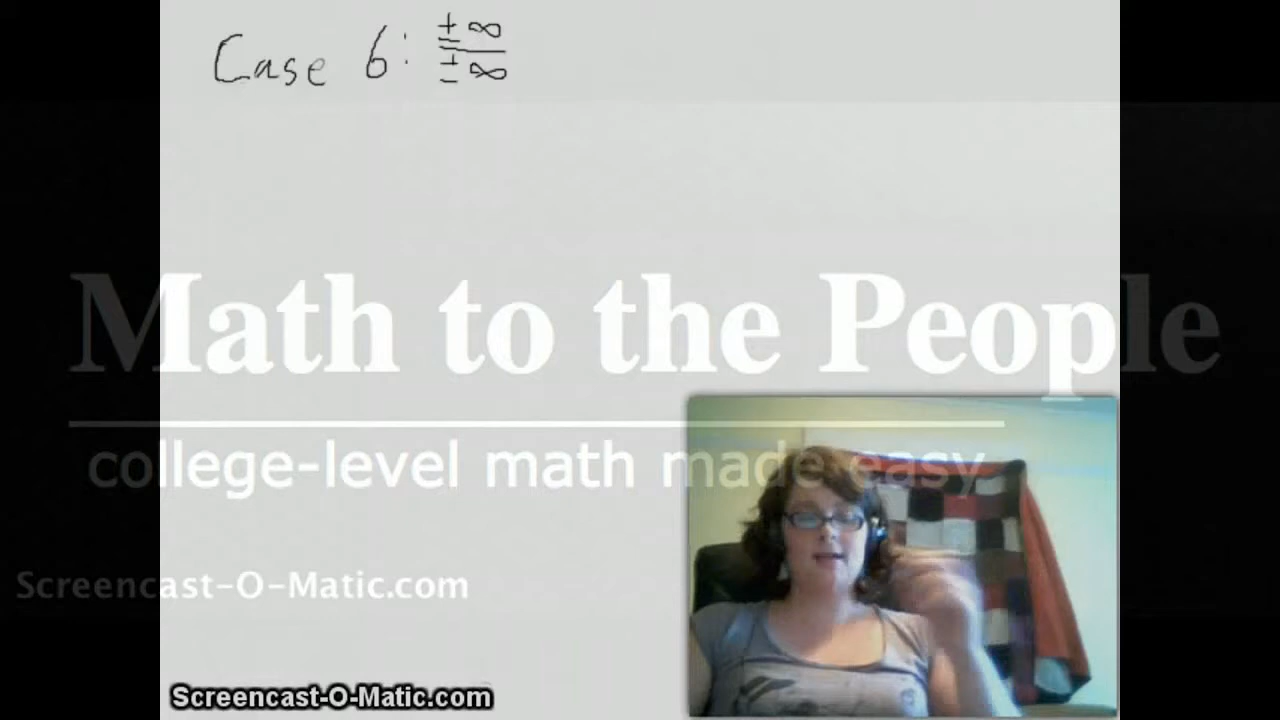 Case 6: ±∞
±∞
Math to the People
college-level math made easy
Screencast-O-Matic.com
Screencast-O-Matic.com